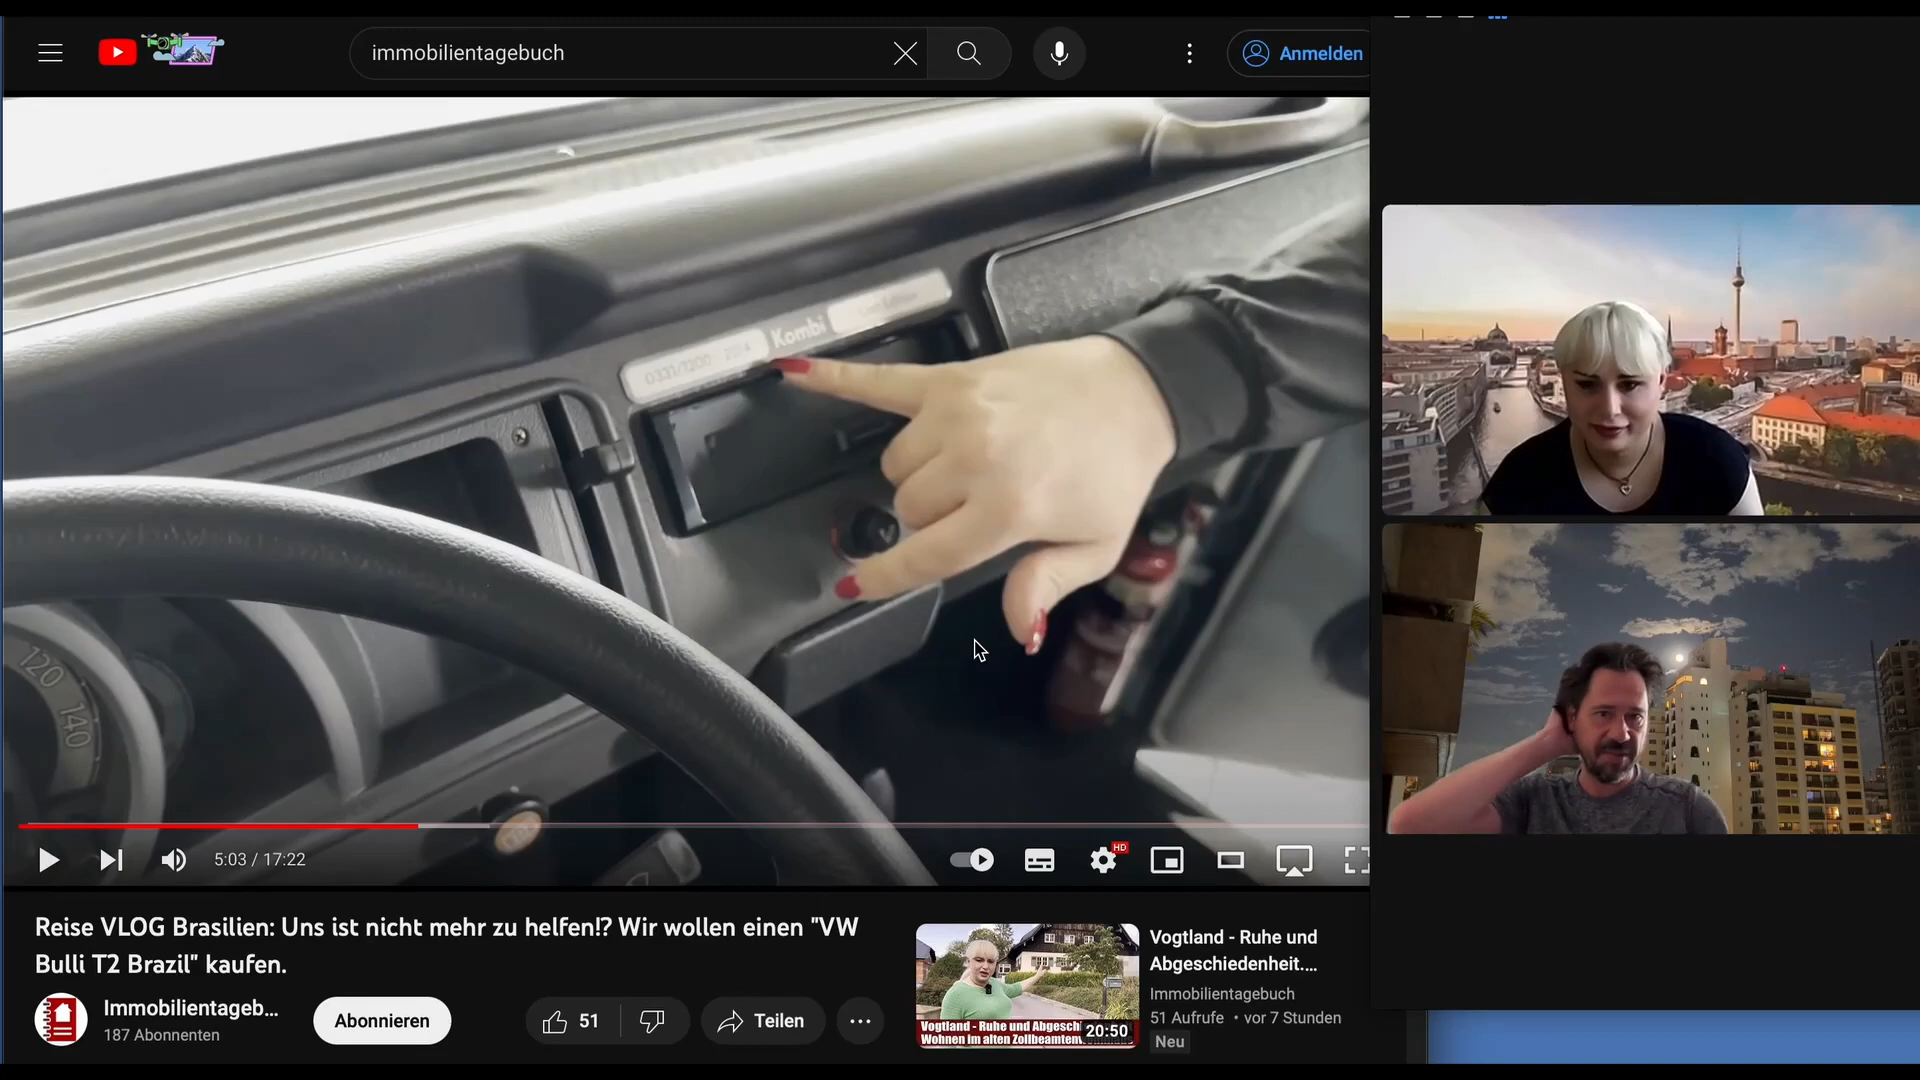 immobilientagebuch
Anmelden
Kombi
0331/1200
120
140
5:03 / 17:22
HD
Reise VLOG Brasilien: Uns ist nicht mehr zu helfen!? Wir wollen einen "VW
Bulli T2 Brazil" kaufen.
Immobilientageb...
187 Abonnenten
Abonnieren
51
Teilen
Vogtland - Ruhe und Abgesch
Wohnen im alten Zollbeamten
20:50
Vogtland - Ruhe und
Abgeschiedenheit....
Immobilientagebuch
51 Aufrufe • vor 7 Stunden
Neu